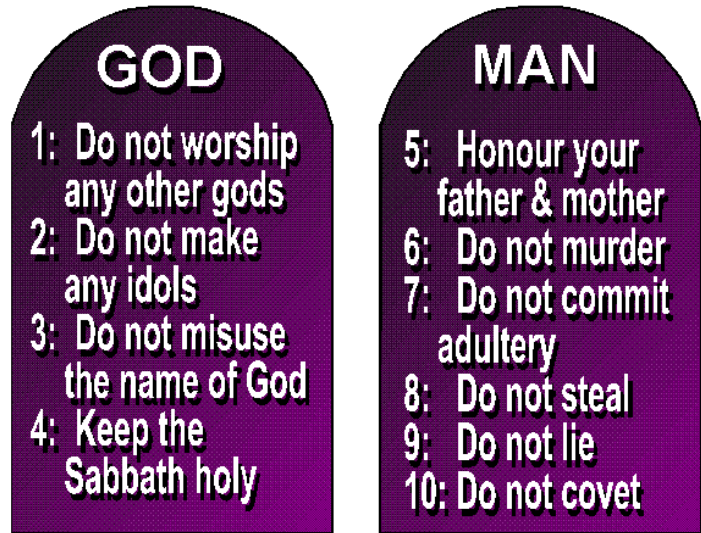 GOD
1: Do not worship
any other gods
2: Do not make
any idols
3: Do not misuse
the name of God
4: Keep the
Sabbath holy
MAN
5: Honour your
father & mother
6: Do not murder
7: Do not commit
adultery
8: Do not steal
9: Do not lie
10: Do not covet